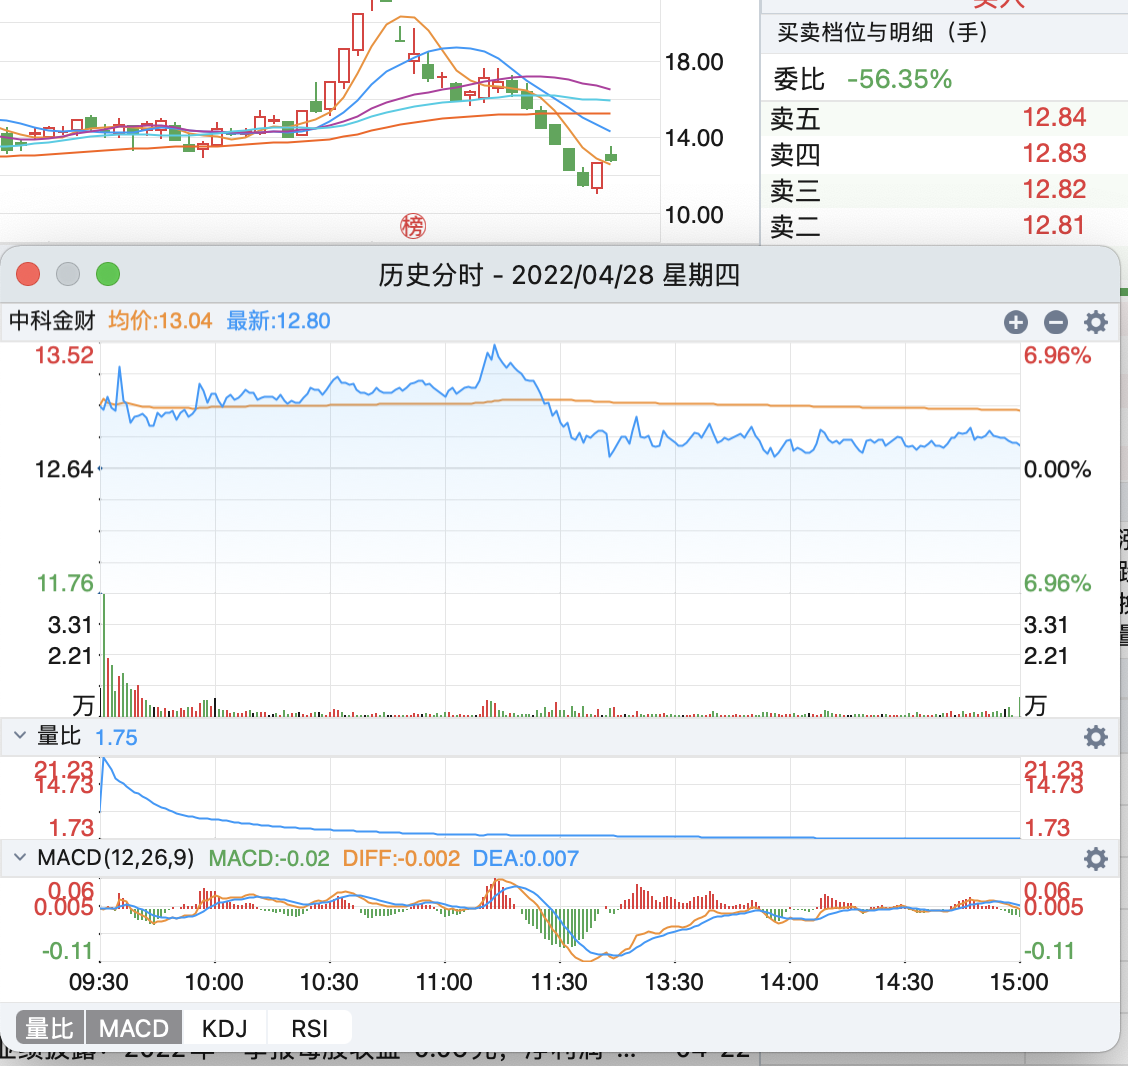 18.00
14.00
10.00
榜
买入
买卖档位与明细（手）
委比 -56.35%
卖五 12.84
卖四 12.83
卖三 12.82
卖二 12.81
历史分时 - 2022/04/28 星期四
中科金财 均价:13.04 最新:12.80
13.52 6.96%
12.64 0.00%
11.76 6.96%
3.31 3.31
2.21 2.21
万 万
量比 1.75
21.23 21.23
14.73 14.73
1.73 1.73
MACD(12,26,9) MACD:-0.02 DIFF:-0.002 DEA:0.007
0.06 0.06
0.005 0.005
-0.11 -0.11
09:30 10:00 10:30 11:00 11:30 13:30 14:00 14:30 15:00
量比 MACD KDJ RSI